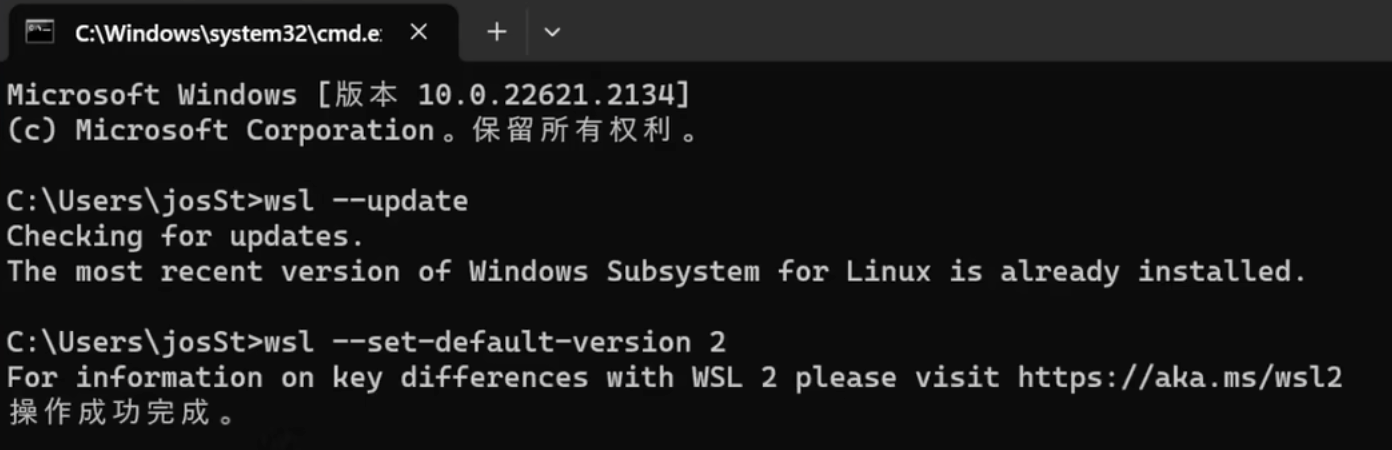 C:\Windows\system32\cmd.e
Microsoft Windows [版本 10.0.22621.2134]
(c) Microsoft Corporation。保留所有权利。
C:\Users\josSt>wsl --update
Checking for updates.
The most recent version of Windows Subsystem for Linux is already installed.
C:\Users\josSt>wsl --set-default-version 2
For information on key differences with WSL 2 please visit https://aka.ms/wsl2
操作成功完成。